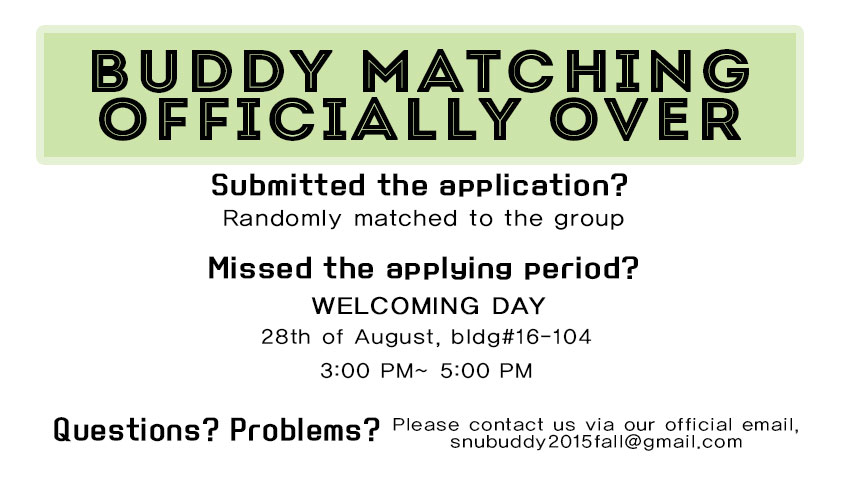 BUDDY MATCHING
OFFICIALLY OVER
Submitted the application?
Randomly matched to the group
Missed the applying period?
WELCOMING DAY
28th of August, bldg#16-104
3:00 PM~ 5:00 PM
Questions? Problems? Please contact us via our official email,
snubuddy2015fall@gmail.com